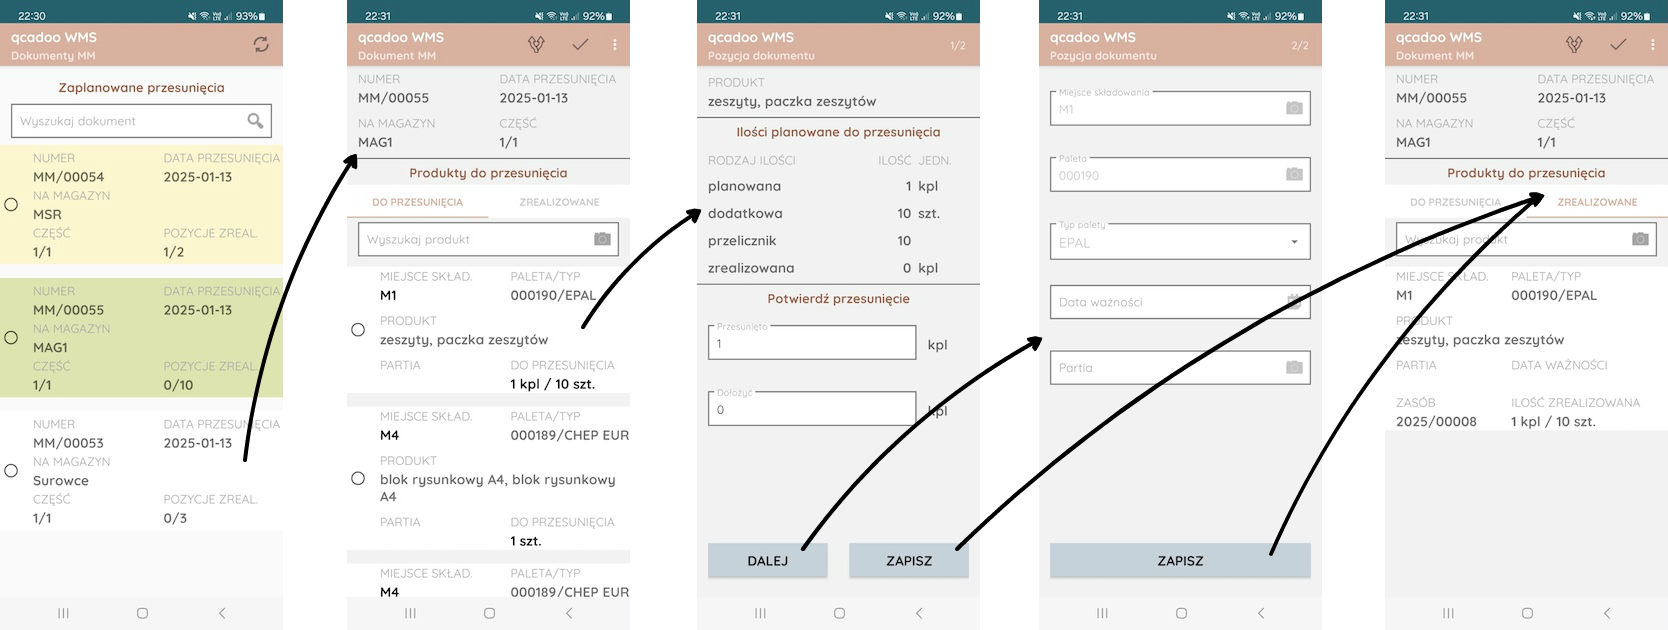 22:30
93%
qcadoo WMS
Dokumenty MM
Zaplanowane przesunięcia
Wyszukaj dokument
NUMER DATA PRZESUNIĘCIA
MM/00054 2025-01-13
NA MAGAZYN
MSR
CZĘŚĆ POZYCJE ZREAL.
1/1 1/2
NUMER DATA PRZESUNIĘCIA
MM/00055 2025-01-13
NA MAGAZYN
MAG1
CZĘŚĆ POZYCJE ZREAL.
1/1 0/10
NUMER DATA PRZESUNIĘCIA
MM/00053 2025-01-13
NA MAGAZYN
Surowce
CZĘŚĆ POZYCJE ZREAL.
1/1 0/3
22:31
92%
qcadoo WMS
Dokument MM
NUMER DATA PRZESUNIĘCIA
MM/00055 2025-01-13
NA MAGAZYN CZĘŚĆ
MAG1 1/1
Produkty do przesunięcia
DO PRZESUNIĘCIA ZREALIZOWANE
Wyszukaj produkt
MIEJSCE SKŁAD. PALETA/TYP
M1 000190/EPAL
PRODUKT
zeszyty, paczka zeszytów
PARTIA DO PRZESUNIĘCIA
1 kpl / 10 szt.
MIEJSCE SKŁAD. PALETA/TYP
M4 000189/CHEP EUR
PRODUKT
blok rysunkowy A4, blok rysunkowy
A4
PARTIA DO PRZESUNIĘCIA
1 szt.
MIEJSCE SKŁAD. PALETA/TYP
M4 000189/CHEP EUR
22:31
92%
qcadoo WMS
Pozycja dokumentu
1/2
PRODUKT
zeszyty, paczka zeszytów
Ilości planowane do przesunięcia
RODZAJ ILOŚCI ILOŚĆ JEDN.
planowana 1 kpl
dodatkowa 10 szt.
przelicznik 10
zrealizowana 0 kpl
Potwierdź przesunięcie
Przesunięto
1 kpl
Dołożyć
0 kpl
DALEJ ZAPISZ
22:31
92%
qcadoo WMS
Pozycja dokumentu
2/2
Miejsce składowania
M1
Paleta
000190
Typ palety
EPAL
Data ważności
Partia
ZAPISZ
22:31
92%
qcadoo WMS
Dokument MM
NUMER DATA PRZESUNIĘCIA
MM/00055 2025-01-13
NA MAGAZYN CZĘŚĆ
MAG1 1/1
Produkty do przesunięcia
DO PRZESUNIĘCIA ZREALIZOWANE
Wyszukaj produkt
MIEJSCE SKŁAD. PALETA/TYP
M1 000190/EPAL
PRODUKT
zeszyty, paczka zeszytów
PARTIA DATA WAŻNOŚCI
ZASÓB ILOŚĆ ZREALIZOWANA
2025/00008 1 kpl / 10 szt.